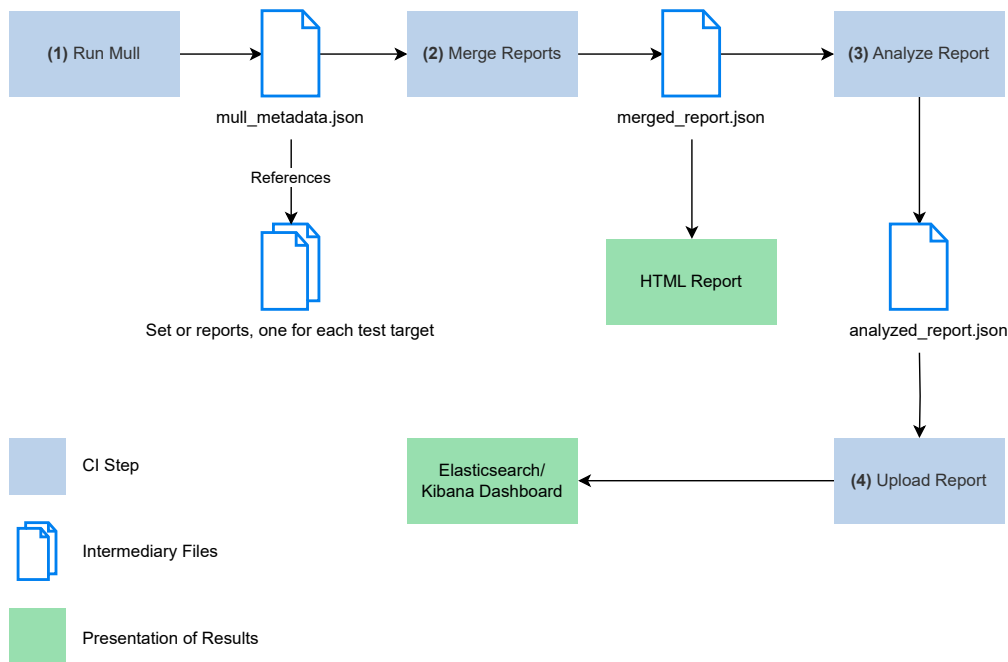 (1) Run Mull
(2) Merge Reports
(3) Analyze Report
mull_metadata.json
merged_report.json
References
HTML Report
Set or reports, one for each test target
analyzed_report.json
CI Step
Elasticsearch/
Kibana Dashboard
(4) Upload Report
Intermediary Files
Presentation of Results